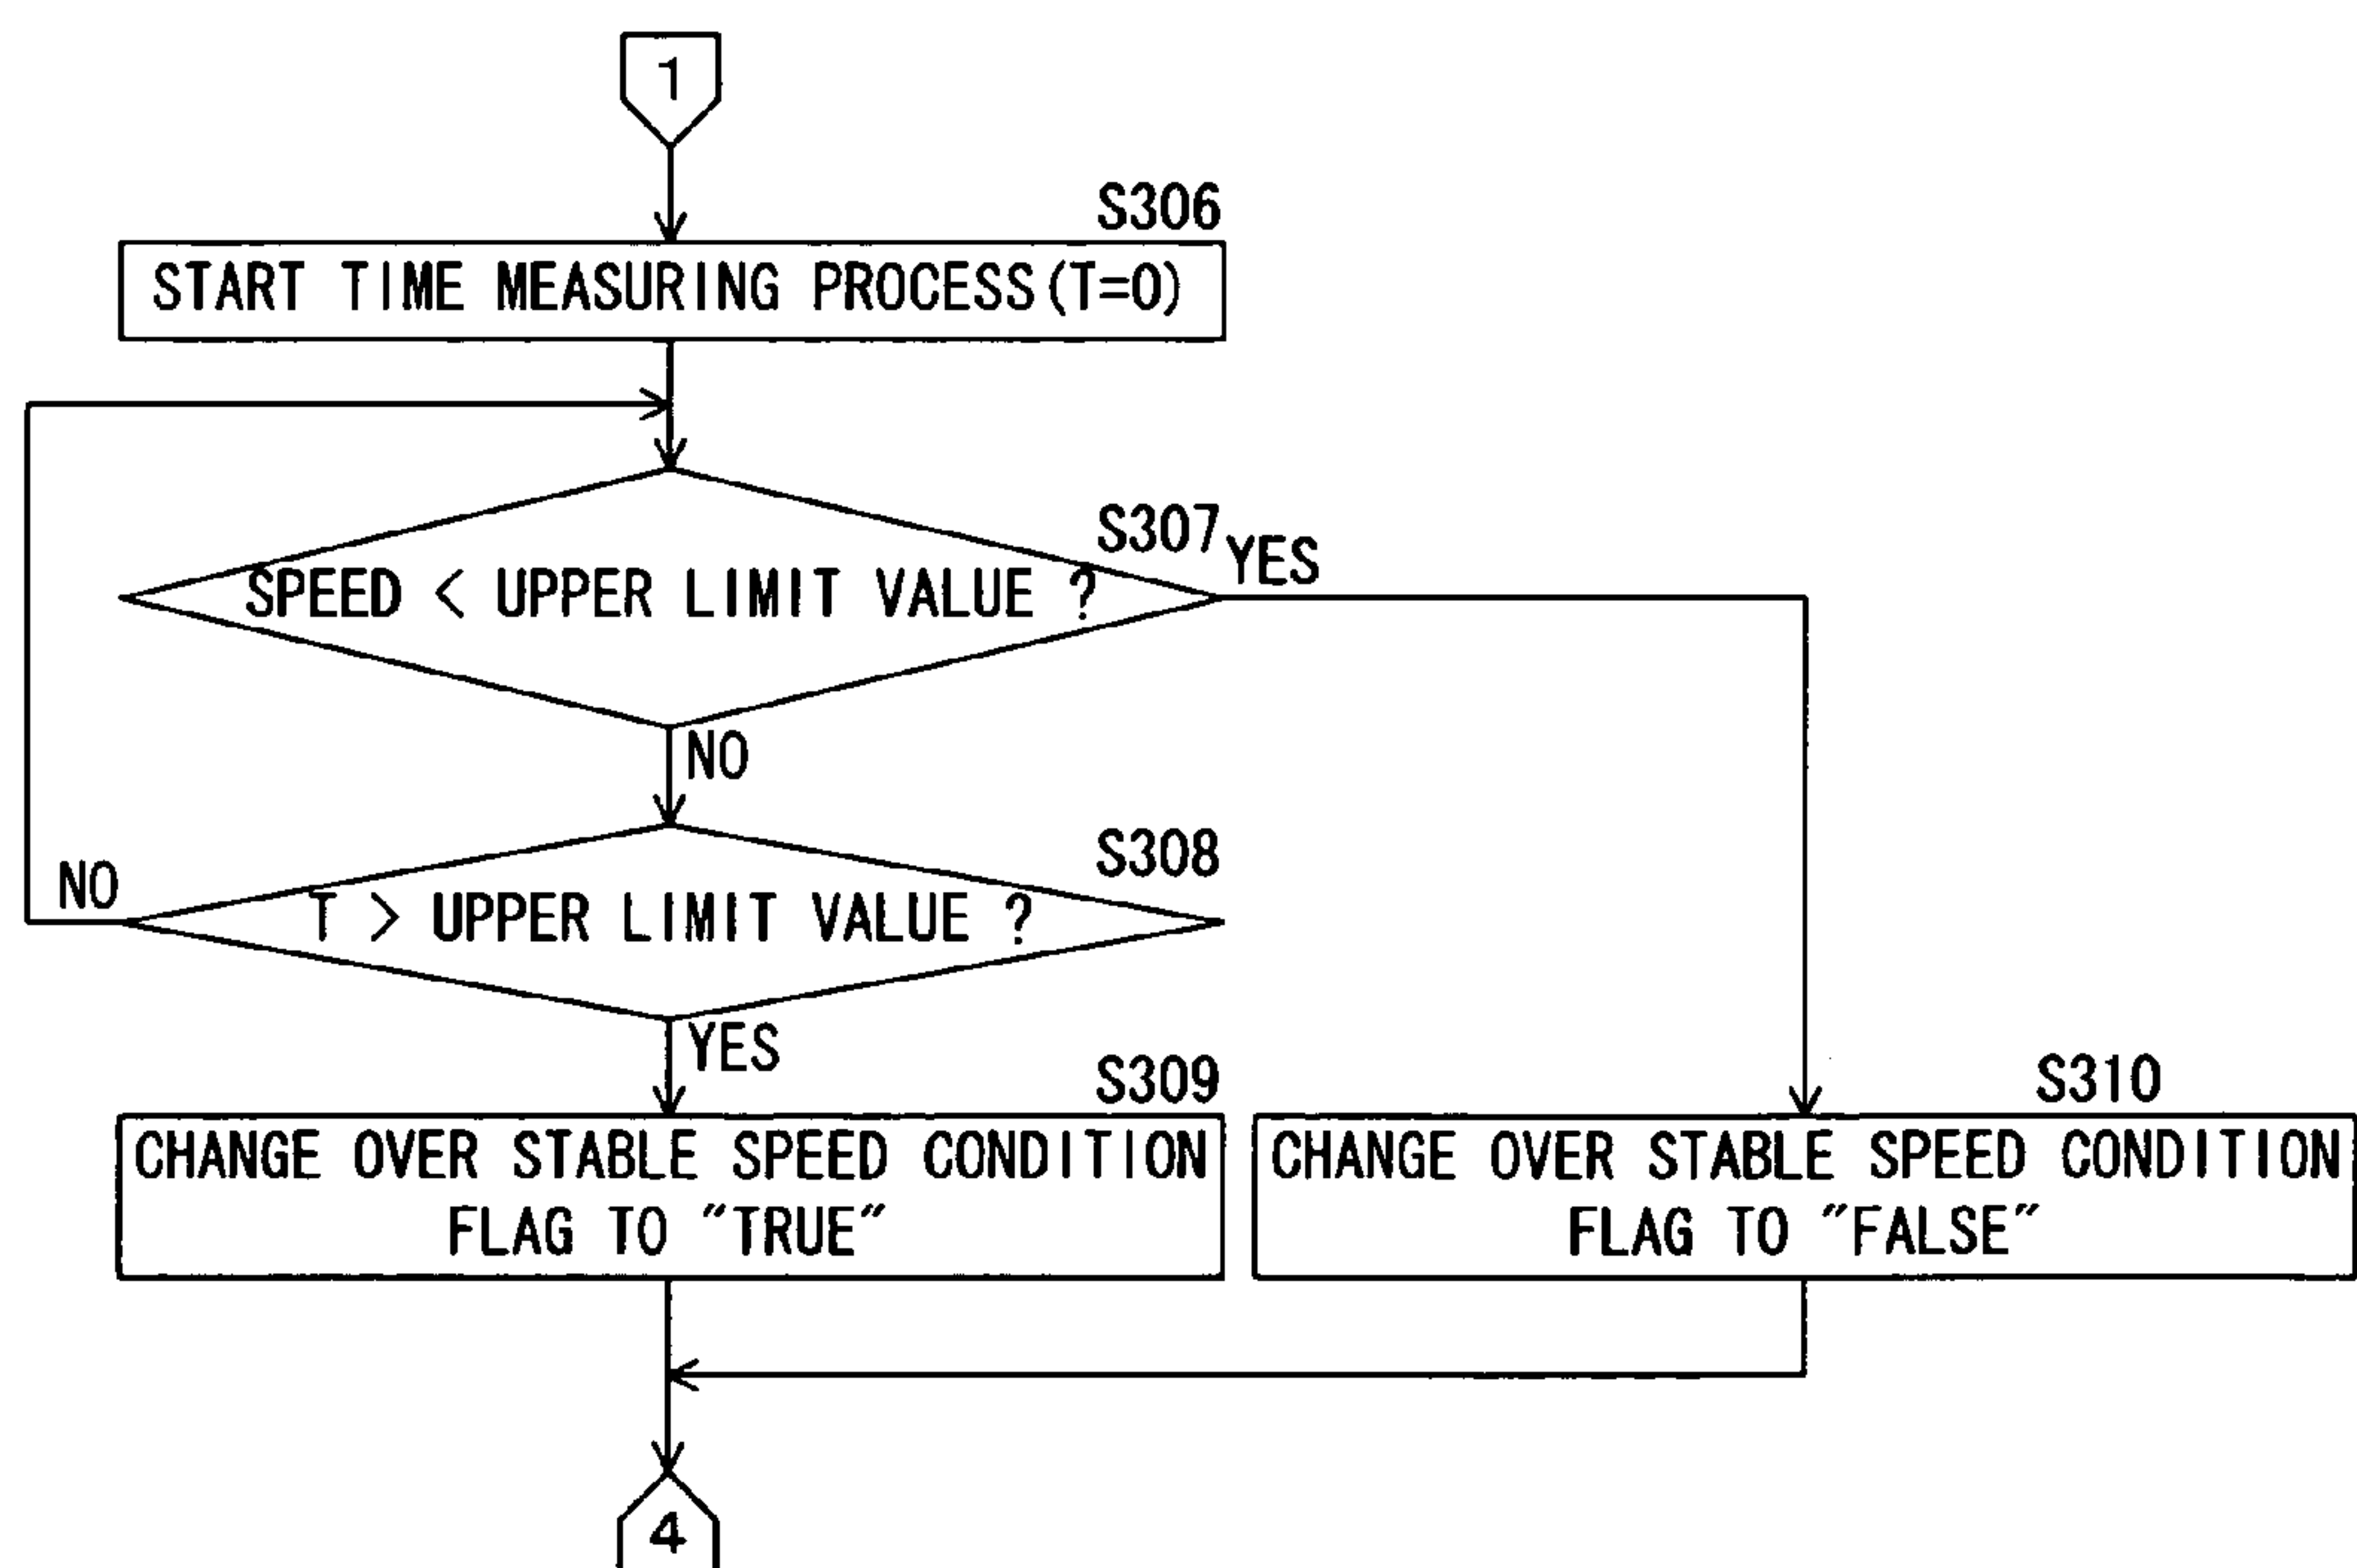 1
S306
START TIME MEASURING PROCESS(T=0)
S307
YES
SPEED < UPPER LIMIT VALUE ?
NO
S308
NO
T > UPPER LIMIT VALUE ?
YES
S309
CHANGE OVER STABLE SPEED CONDITION
FLAG TO "TRUE"
S310
CHANGE OVER STABLE SPEED CONDITION
FLAG TO "FALSE"
4